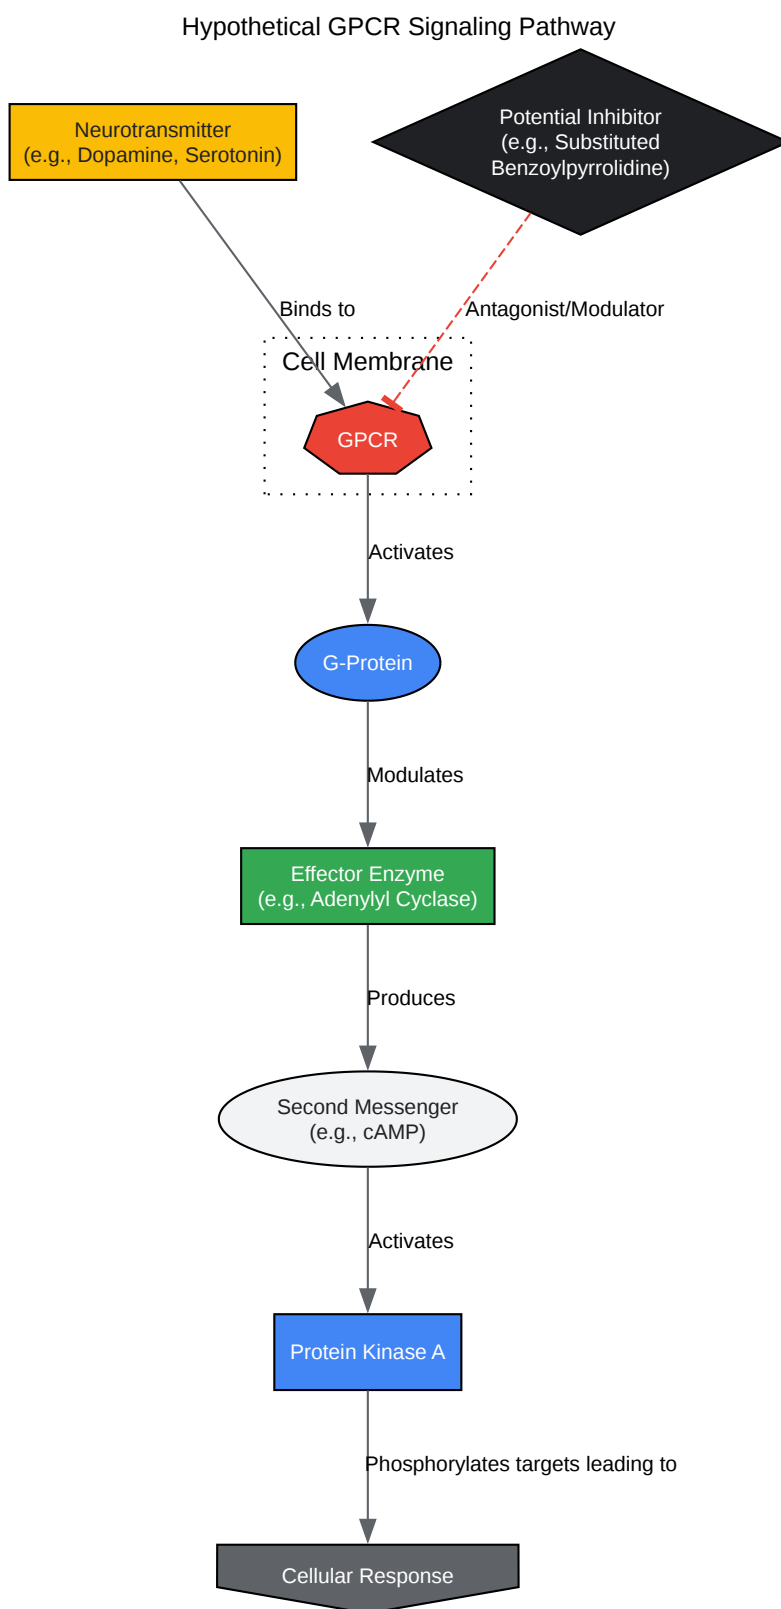 Hypothetical GPCR Signaling Pathway
Neurotransmitter
(e.g., Dopamine, Serotonin)
Potential Inhibitor
(e.g., Substituted
Benzoylpyrrolidine)
Binds to
Antagonist/Modulator
Cell Membrane
GPCR
Activates
G-Protein
Modulates
Effector Enzyme
(e.g., Adenylyl Cyclase)
Produces
Second Messenger
(e.g., cAMP)
Activates
Protein Kinase A
Phosphorylates targets leading to
Cellular Response